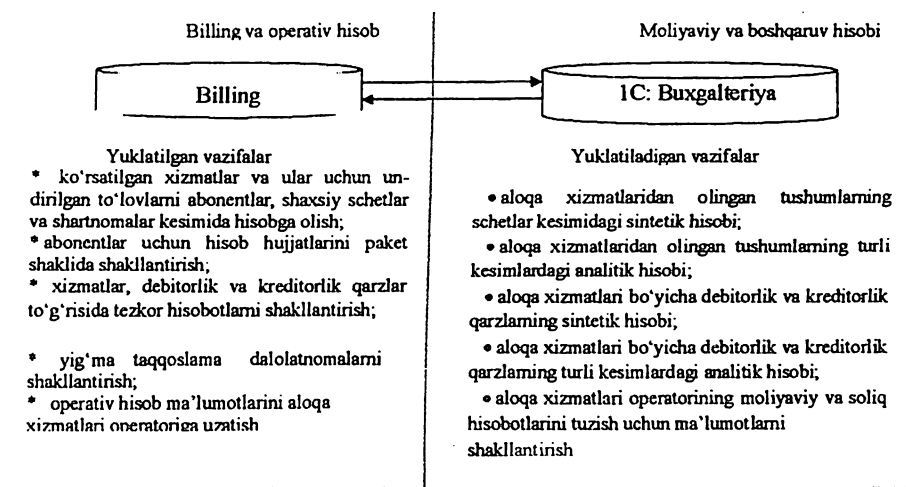 Billing va operativ hisob
Billing
Yuklatilgan vazifalar
* ko‘rsatilgan xizmatlar va ular uchun un-
dirilgan to‘lovlarni abonentlar, shaxsiy schetlar
va shartnomalar kesimida hisobga olish;
* abonentlar uchun hisob hujjatlarini paket
shaklida shakllantirish;
* xizmatlar, debitorlik va kreditorlik qarzlar
to‘g‘risida tezkor hisobotlarni shakllantirish;
* yig‘ma taqqoslama dalolatnomalarni
shakllantirish;
* operativ hisob ma’lumotlarini aloqa
xizmatlari operatoriga uzatish
Moliyaviy va boshqaruv hisobi
1C: Buxgalteriya
Yuklatiladigan vazifalar
• aloqa xizmatlaridan olingan tushumlarning
schetlar kesimidagi sintetik hisobi;
• aloqa xizmatlaridan olingan tushumlarning turli
kesimlardagi analitik hisobi;
• aloqa xizmatlari bo‘yicha debitorlik va kreditorlik
qarzlarning sintetik hisobi;
• aloqa xizmatlari bo‘yicha debitorlik va kreditorlik
qarzlarning turli kesimlardagi analitik hisobi;
• aloqa xizmatlari operatorining moliyaviy va soliq
hisobotlarini tuzish uchun ma’lumotlarni
shakllantirish